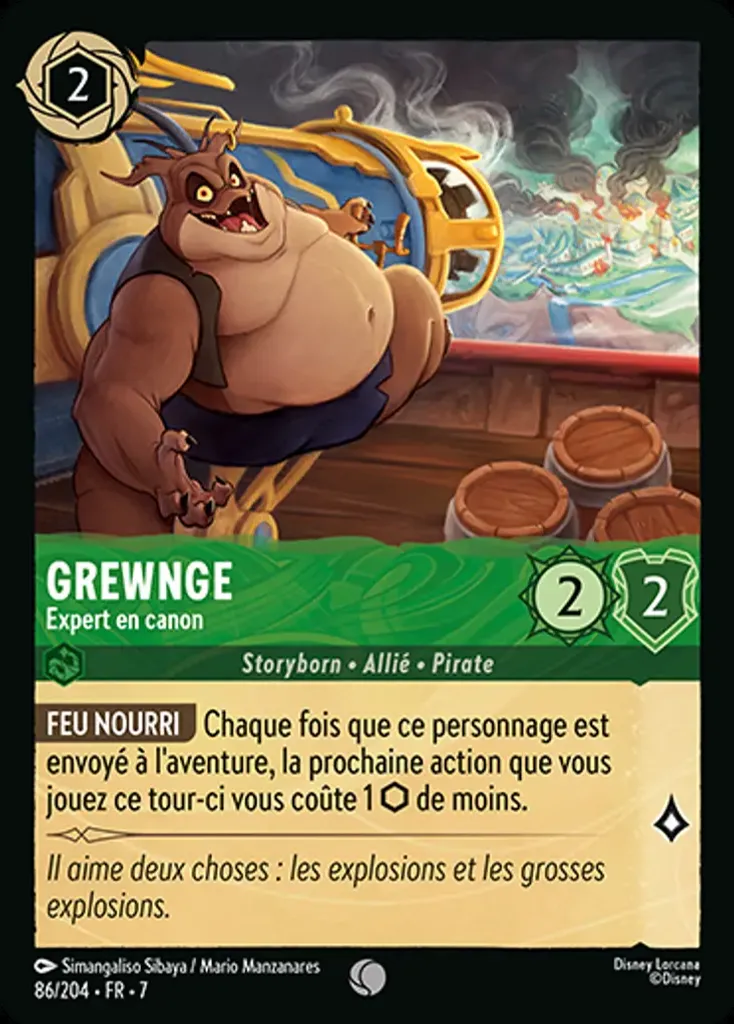 2
GREWNGE
Expert en canon
2
2
Storyborn • Allié • Pirate
FEU NOURRI Chaque fois que ce personnage est
envoyé à l'aventure, la prochaine action que vous
jouez ce tour-ci vous coûte 1 ⬡ de moins.
Il aime deux choses : les explosions et les grosses
explosions.
Simangaliso Sibaya / Mario Manzanares
86/204 • FR • 7
Disney Lorcana
©Disney